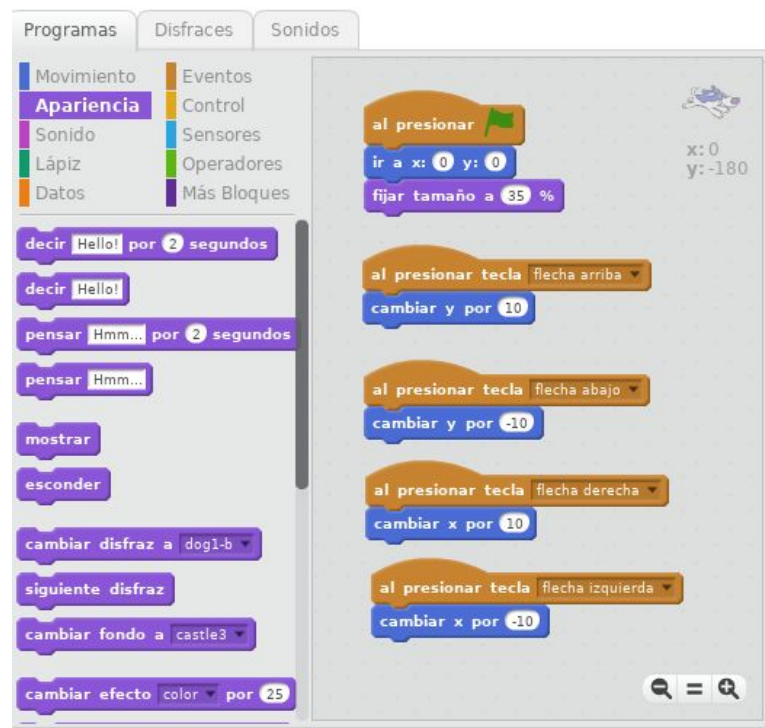 Programas Disfraces Sonidos
Movimiento Eventos
Apariencia Control
Sonido Sensores
Lápiz Operadores
Datos Más Bloques
decir Hello! por 2 segundos
decir Hello!
pensar Hmm... por 2 segundos
pensar Hmm...
mostrar
esconder
cambiar disfraz a dog1-b
siguiente disfraz
cambiar fondo a castle3
cambiar efecto color por 25
al presionar
ir a x: 0 y: 0
fijar tamaño a 35 %
x: 0
y: -180
al presionar tecla flecha arriba
cambiar y por 10
al presionar tecla flecha abajo
cambiar y por -10
al presionar tecla flecha derecha
cambiar x por 10
al presionar tecla flecha izquierda
cambiar x por -10